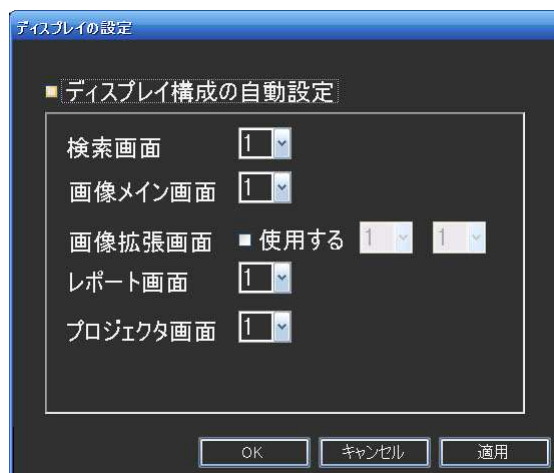 ディスプレイの設定
ディスプレイ構成の自動設定
検索画面 1
画像メイン画面 1
画像拡張画面 使用する 1 1
レポート画面 1
プロジェクタ画面 1
OK キャンセル 適用